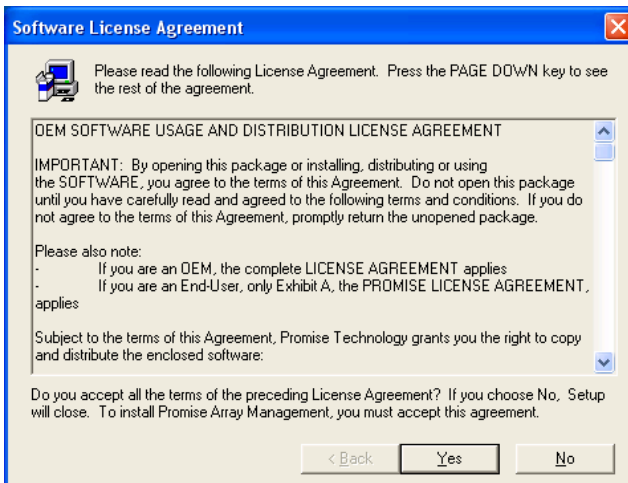 Software License Agreement
Please read the following License Agreement. Press the PAGE DOWN key to see
the rest of the agreement.
OEM SOFTWARE USAGE AND DISTRIBUTION LICENSE AGREEMENT
IMPORTANT: By opening this package or installing, distributing or using
the SOFTWARE, you agree to the terms of this Agreement. Do not open this package
until you have carefully read and agreed to the following terms and conditions. If you do
not agree to the terms of this Agreement, promptly return the unopened package.
Please also note:
- If you are an OEM, the complete LICENSE AGREEMENT applies
- If you are an End-User, only Exhibit A, the PROMISE LICENSE AGREEMENT,
applies
Subject to the terms of this Agreement, Promise Technology grants you the right to copy
and distribute the enclosed software:
Do you accept all the terms of the preceding License Agreement? If you choose No, Setup
will close. To install Promise Array Management, you must accept this agreement.
< Back Yes No